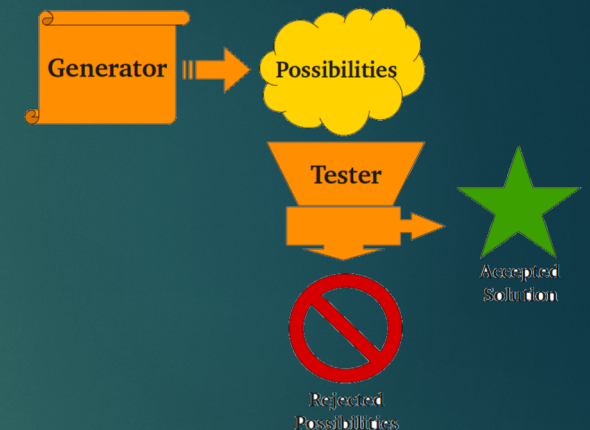 Generator
Possibilities
Tester
Accepted
Solution
Rejected
Possibilities